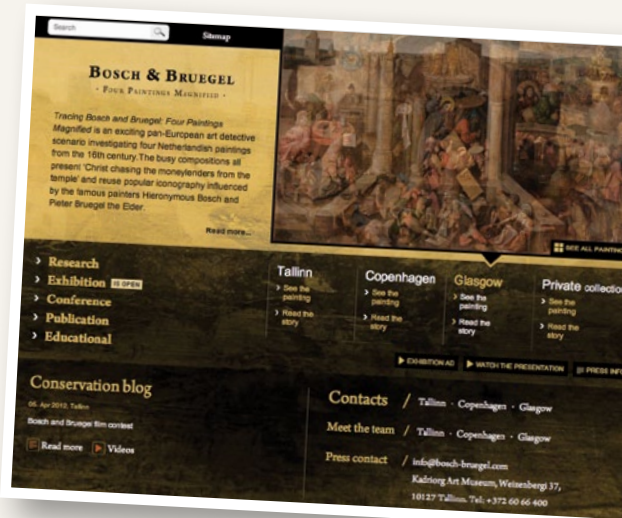 Search
Sitemap
BOSCH & BRUEGEL
· FOUR PAINTINGS MAGNIFIED ·
Tracing Bosch and Bruegel: Four Paintings
Magnified is an exciting pan-European art detective
scenario investigating four Netherlandish paintings
from the 16th century. The busy compositions all
present 'Christ chasing the moneylenders from the
temple' and reuse popular iconography influenced
by the famous painters Hieronymous Bosch and
Pieter Bruegel the Elder.
Read more...
SEE ALL PAINTING
› Research
› Exhibition IS OPEN
› Conference
› Publication
› Educational
Tallinn
› See the
painting
› Read the
story
Copenhagen
› See the
painting
› Read the
story
Glasgow
› See the
painting
› Read the
story
Private collectio
› See the
painting
› Read the
story
EXHIBITION AD
WATCH THE PRESENTATION
PRESS INF
Conservation blog
05. Apr 2012, Tallinn
Bosch and Bruegel film contest
Read more
Videos
Contacts / Tallinn · Copenhagen · Glasgow
Meet the team / Tallinn · Copenhagen · Glasgow
Press contact / info@bosch-bruegel.com
Kadriorg Art Museum, Weizenbergi 37,
10127 Tallinn. Tel: +372 60 66 400